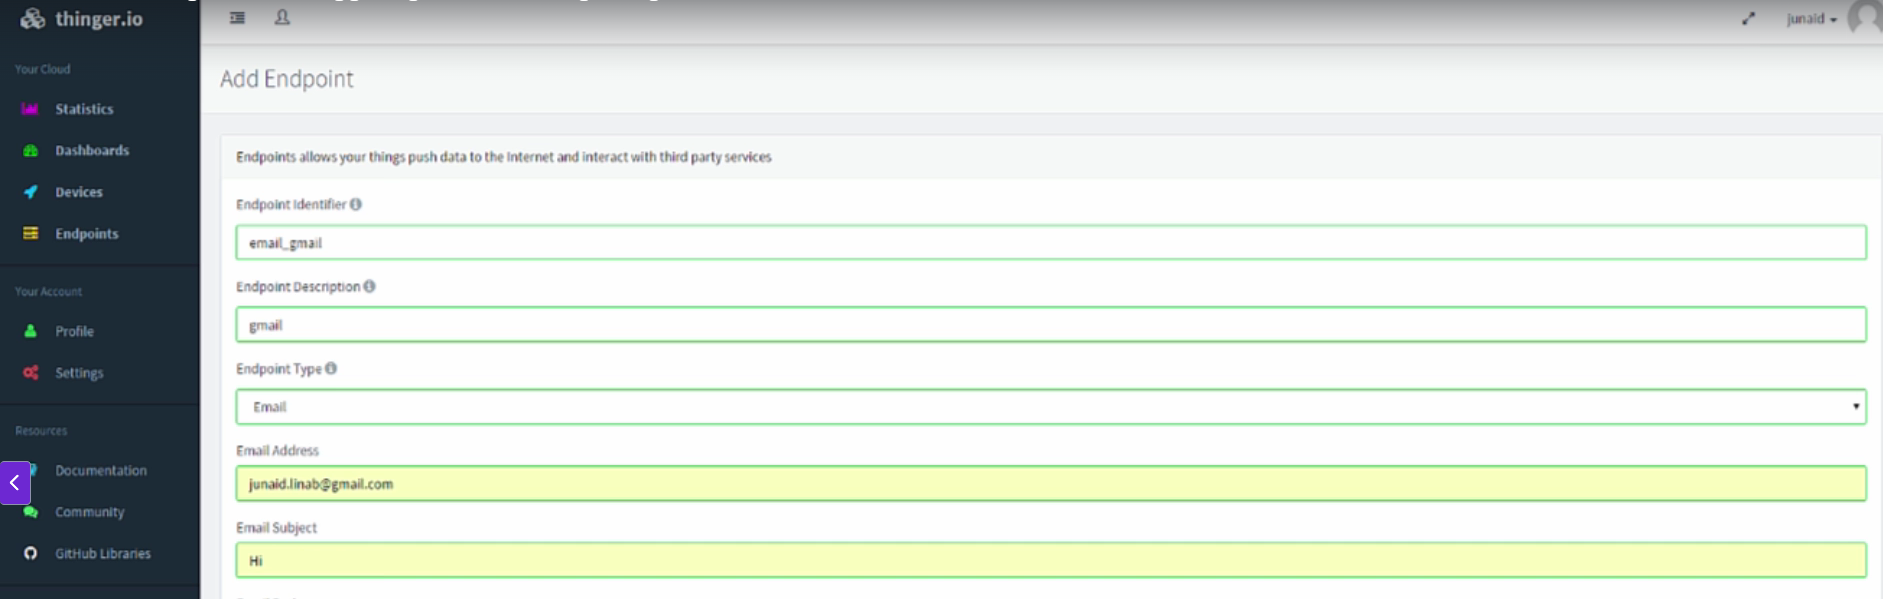 thinger.io
junaid
Your Cloud
Statistics
Dashboards
Devices
Endpoints
Your Account
Profile
Settings
Resources
Documentation
Community
GitHub Libraries
Add Endpoint
Endpoints allows your things push data to the Internet and interact with third party services
Endpoint Identifier
email_gmail
Endpoint Description
gmail
Endpoint Type
Email
Email Address
junaid.linab@gmail.com
Email Subject
Hi